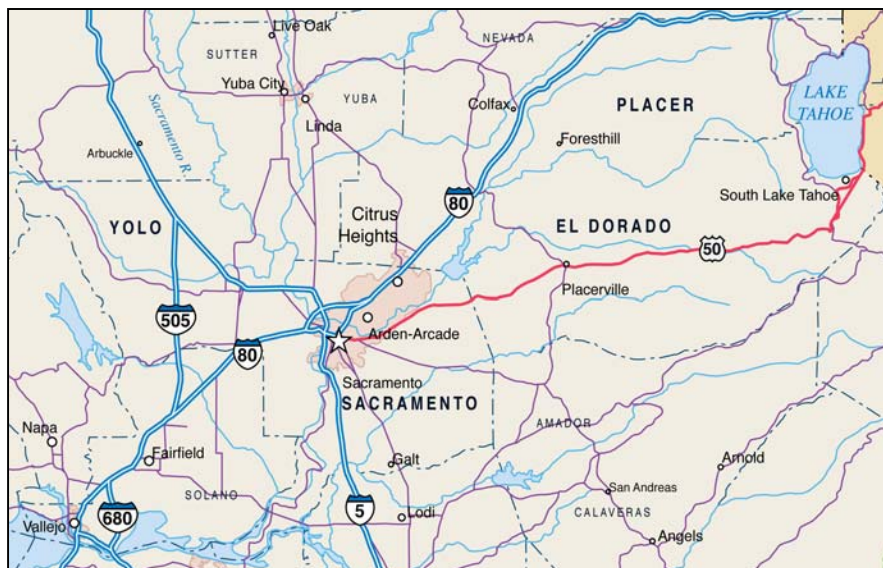 Live Oak
NEVADA
SUTTER
Yuba City
YUBA
Linda
Colfax
PLACER
LAKE
TAHOE
Sacramento R.
Arbuckle
Foresthill
South Lake Tahoe
80
Citrus
Heights
YOLO
EL DORADO
50
Placerville
505
80
Arden-Arcade
Sacramento
SACRAMENTO
AMADOR
Napa
Fairfield
Galt
Arnold
SOLANO
San Andreas
680
5
Lodi
CALAVERAS
Vallejo
Angels